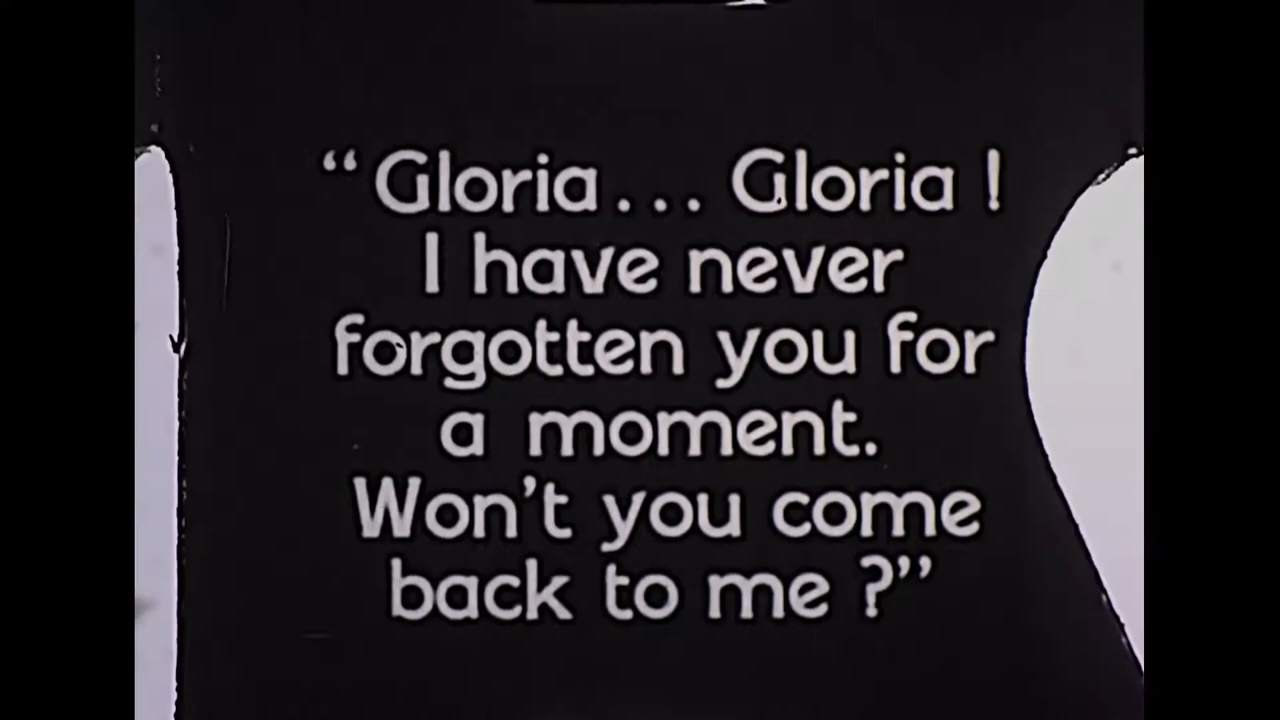 “Gloria... Gloria !
I have never
forgotten you for
a moment.
Won’t you come
back to me ?”